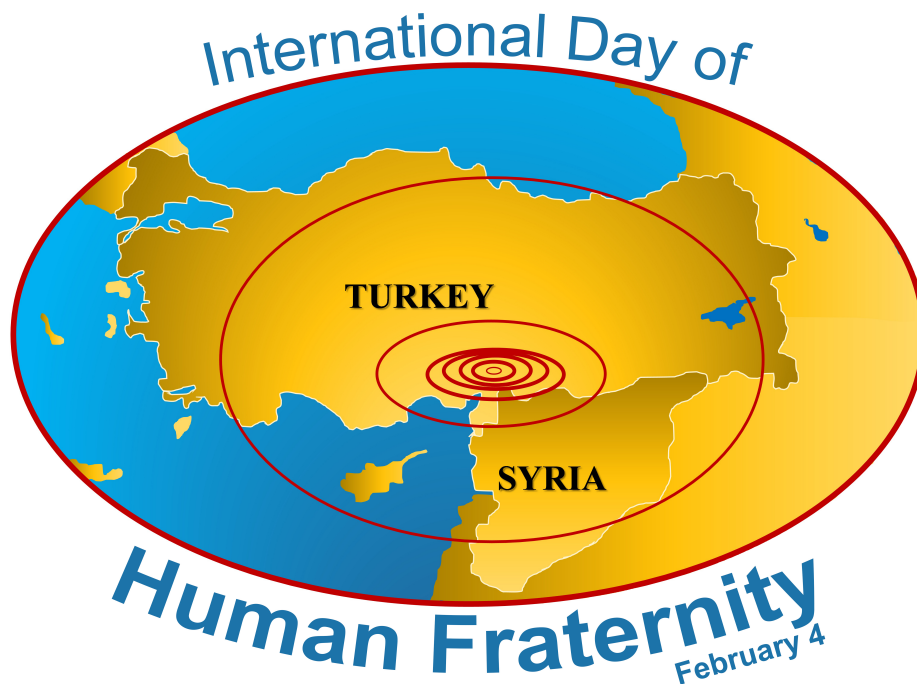 International Day of
TURKEY
SYRIA
Human Fraternity
February 4